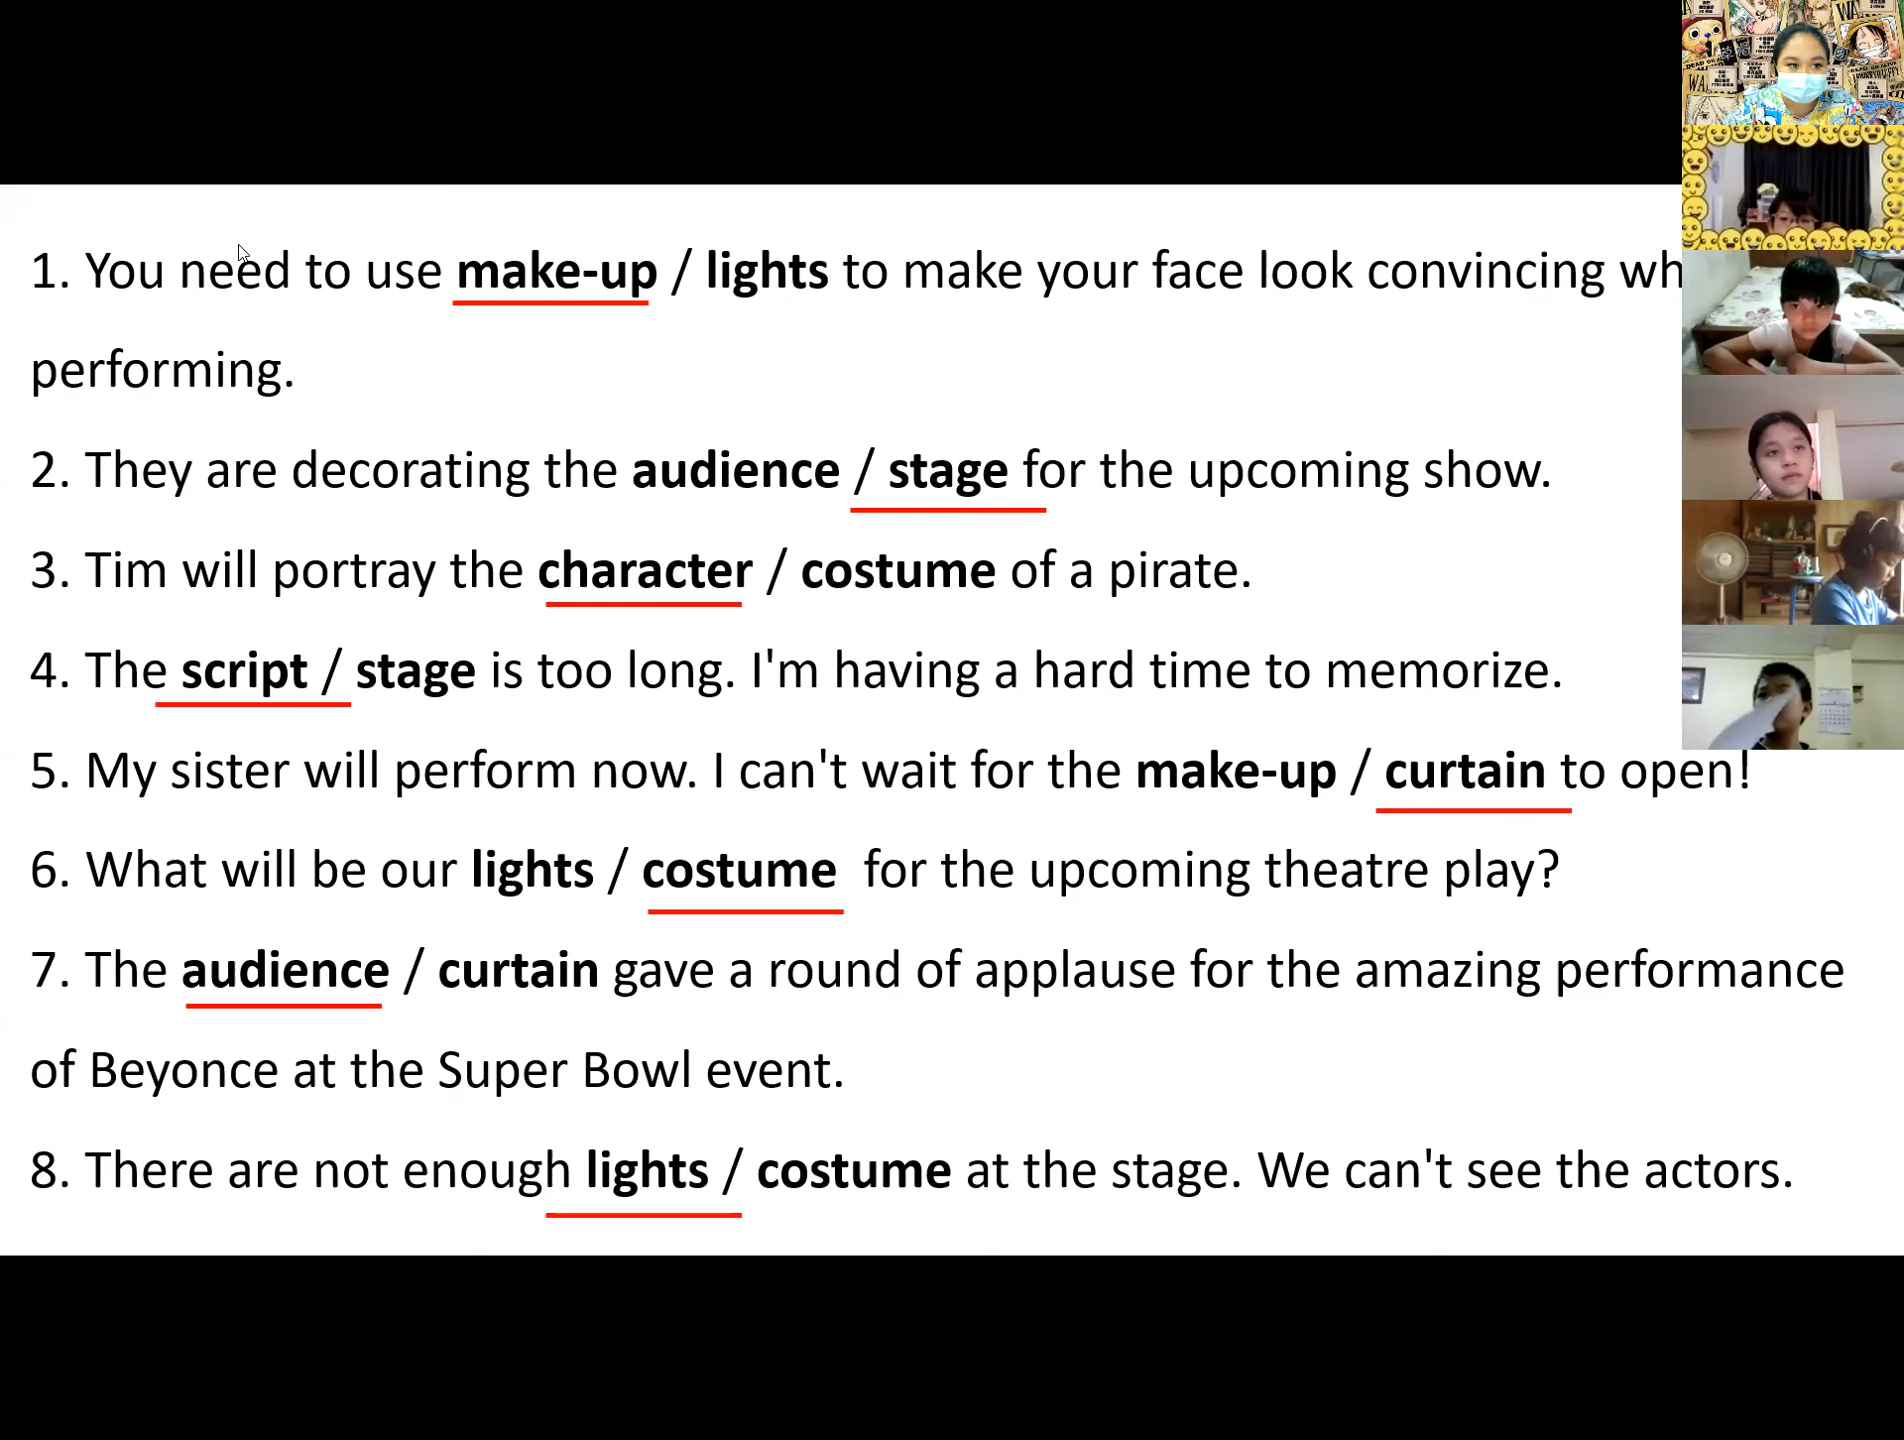 1. You need to use make-up / lights to make your face look convincing wh
performing.
2. They are decorating the audience / stage for the upcoming show.
3. Tim will portray the character / costume of a pirate.
4. The script / stage is too long. I'm having a hard time to memorize.
5. My sister will perform now. I can't wait for the make-up / curtain to open!
6. What will be our lights / costume  for the upcoming theatre play?
7. The audience / curtain gave a round of applause for the amazing performance
of Beyonce at the Super Bowl event.
8. There are not enough lights / costume at the stage. We can't see the actors.